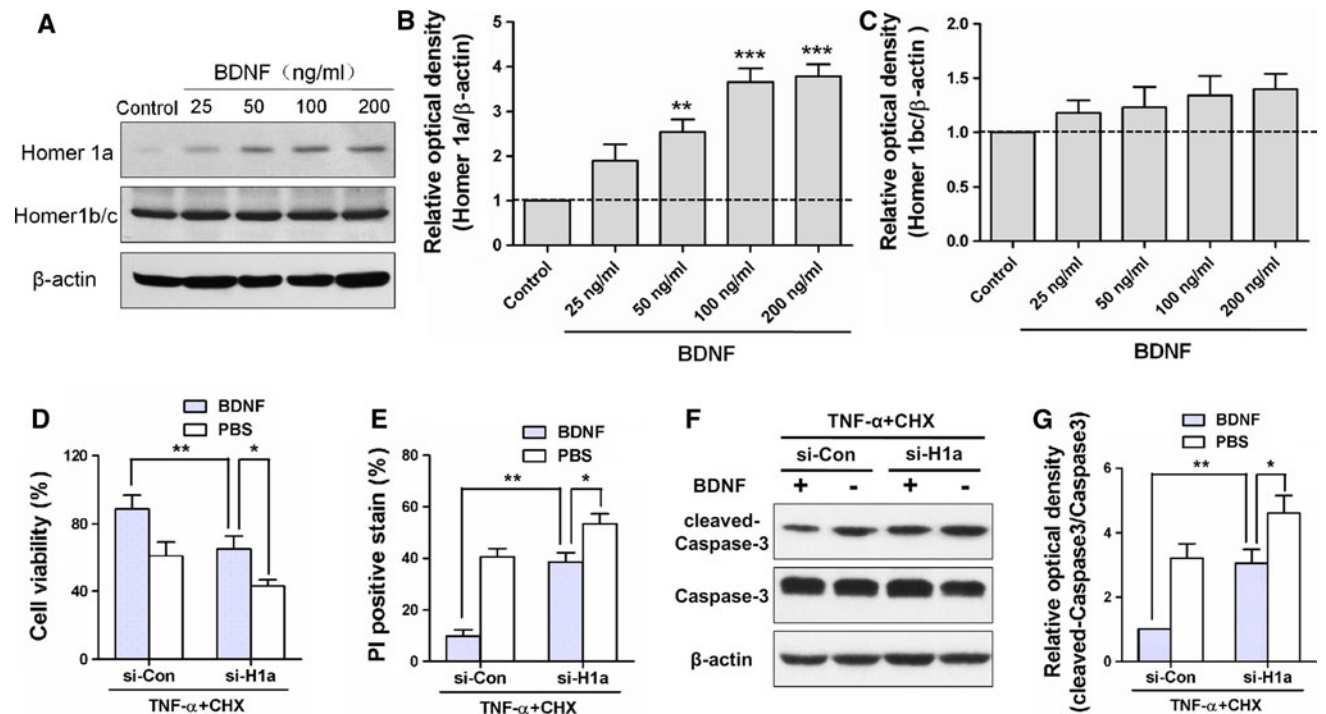 A
BDNF（ng/ml）
Control 25 50 100 200
Homer 1a
Homer1b/c
β-actin
B
Relative optical density
(Homer 1a/β-actin)
5
4
3
2
1
0
**
***
***
Control
25 ng/ml
50 ng/ml
100 ng/ml
200 ng/ml
BDNF
C
Relative optical density
(Homer 1bc/β-actin )
2.0
1.5
1.0
0.5
0.0
Control
25 ng/ml
50 ng/ml
100 ng/ml
200 ng/ml
BDNF
D
BDNF
PBS
Cell viability (%)
120
80
40
0
**
*
si-Con si-H1a
TNF-α+CHX
E
BDNF
PBS
PI positive stain (%)
80
60
40
20
0
**
*
si-Con si-H1a
TNF-α+CHX
F
TNF-α+CHX
si-Con si-H1a
BDNF + - + -
cleaved-
Caspase-3
Caspase-3
β-actin
G
BDNF
PBS
Relative optical density
(cleaved-Caspase3/Caspase3)
6
4
2
0
**
*
si-Con si-H1a
TNF-α+CHX